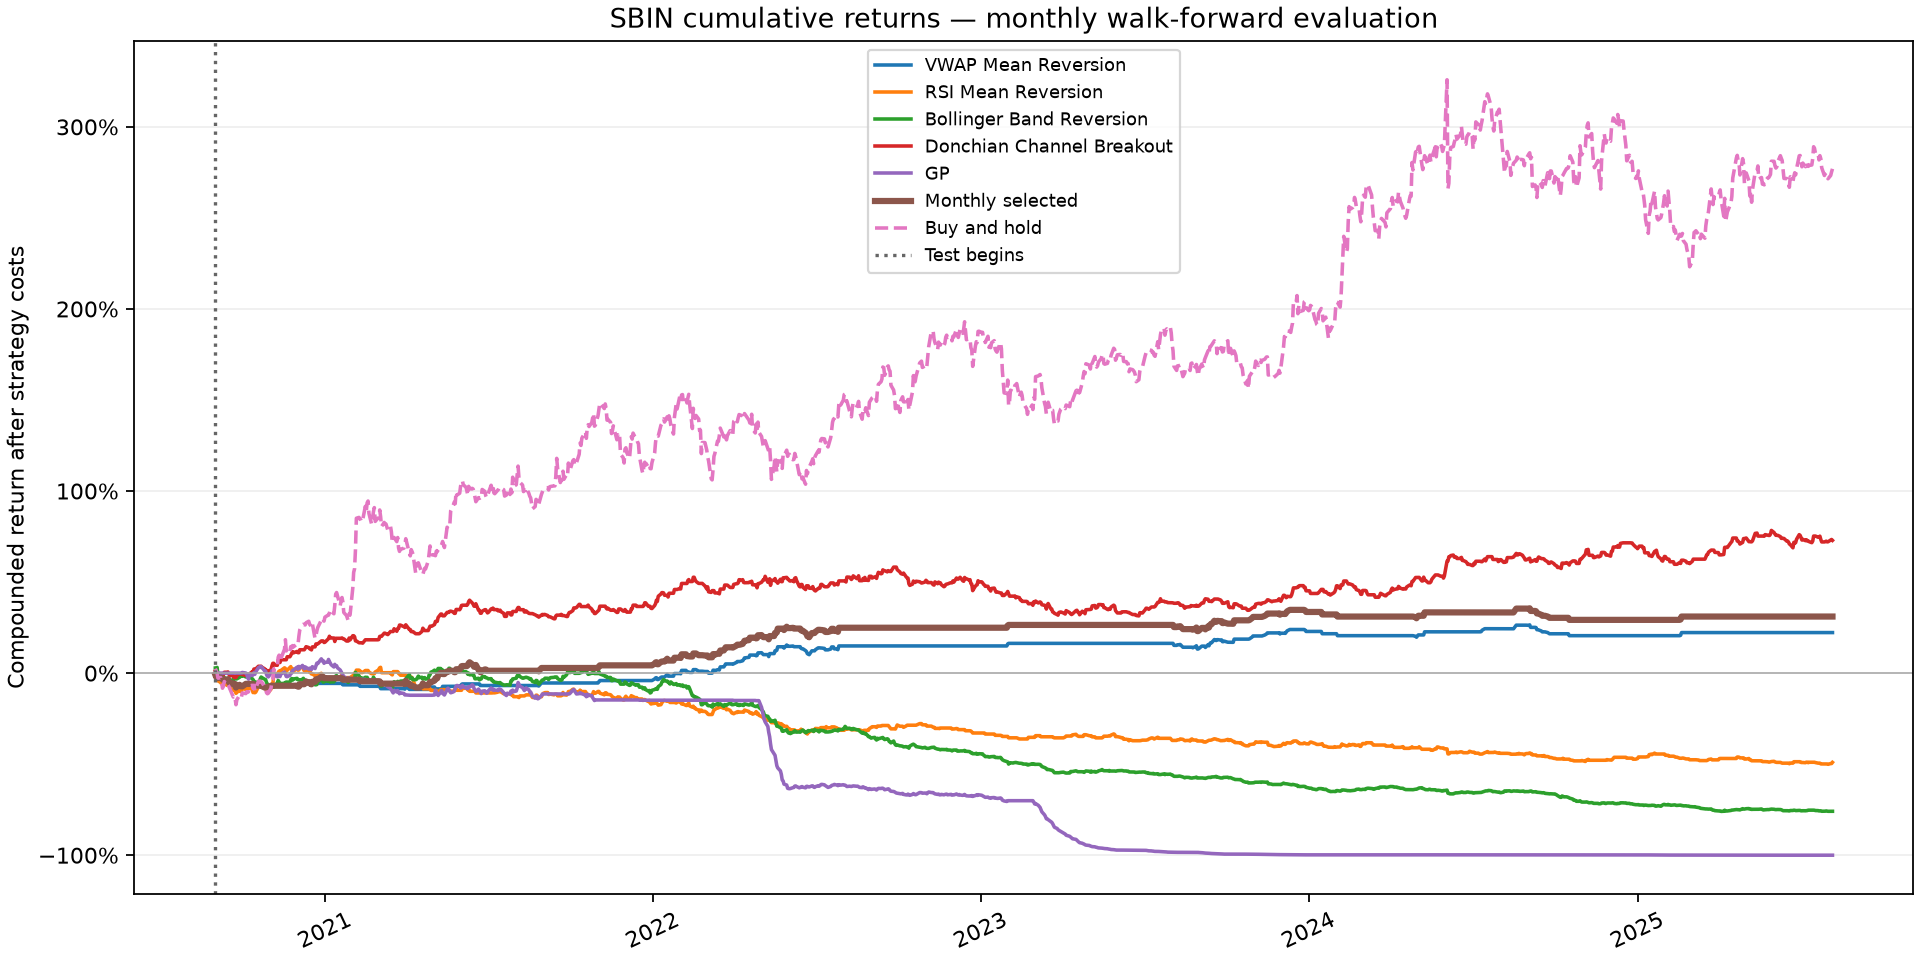 SBIN cumulative returns — monthly walk-forward evaluation
VWAP Mean Reversion
RSI Mean Reversion
Bollinger Band Reversion
Donchian Channel Breakout
GP
Monthly selected
Buy and hold
Test begins
Compounded return after strategy costs
300%
200%
100%
0%
−100%
2021
2022
2023
2024
2025